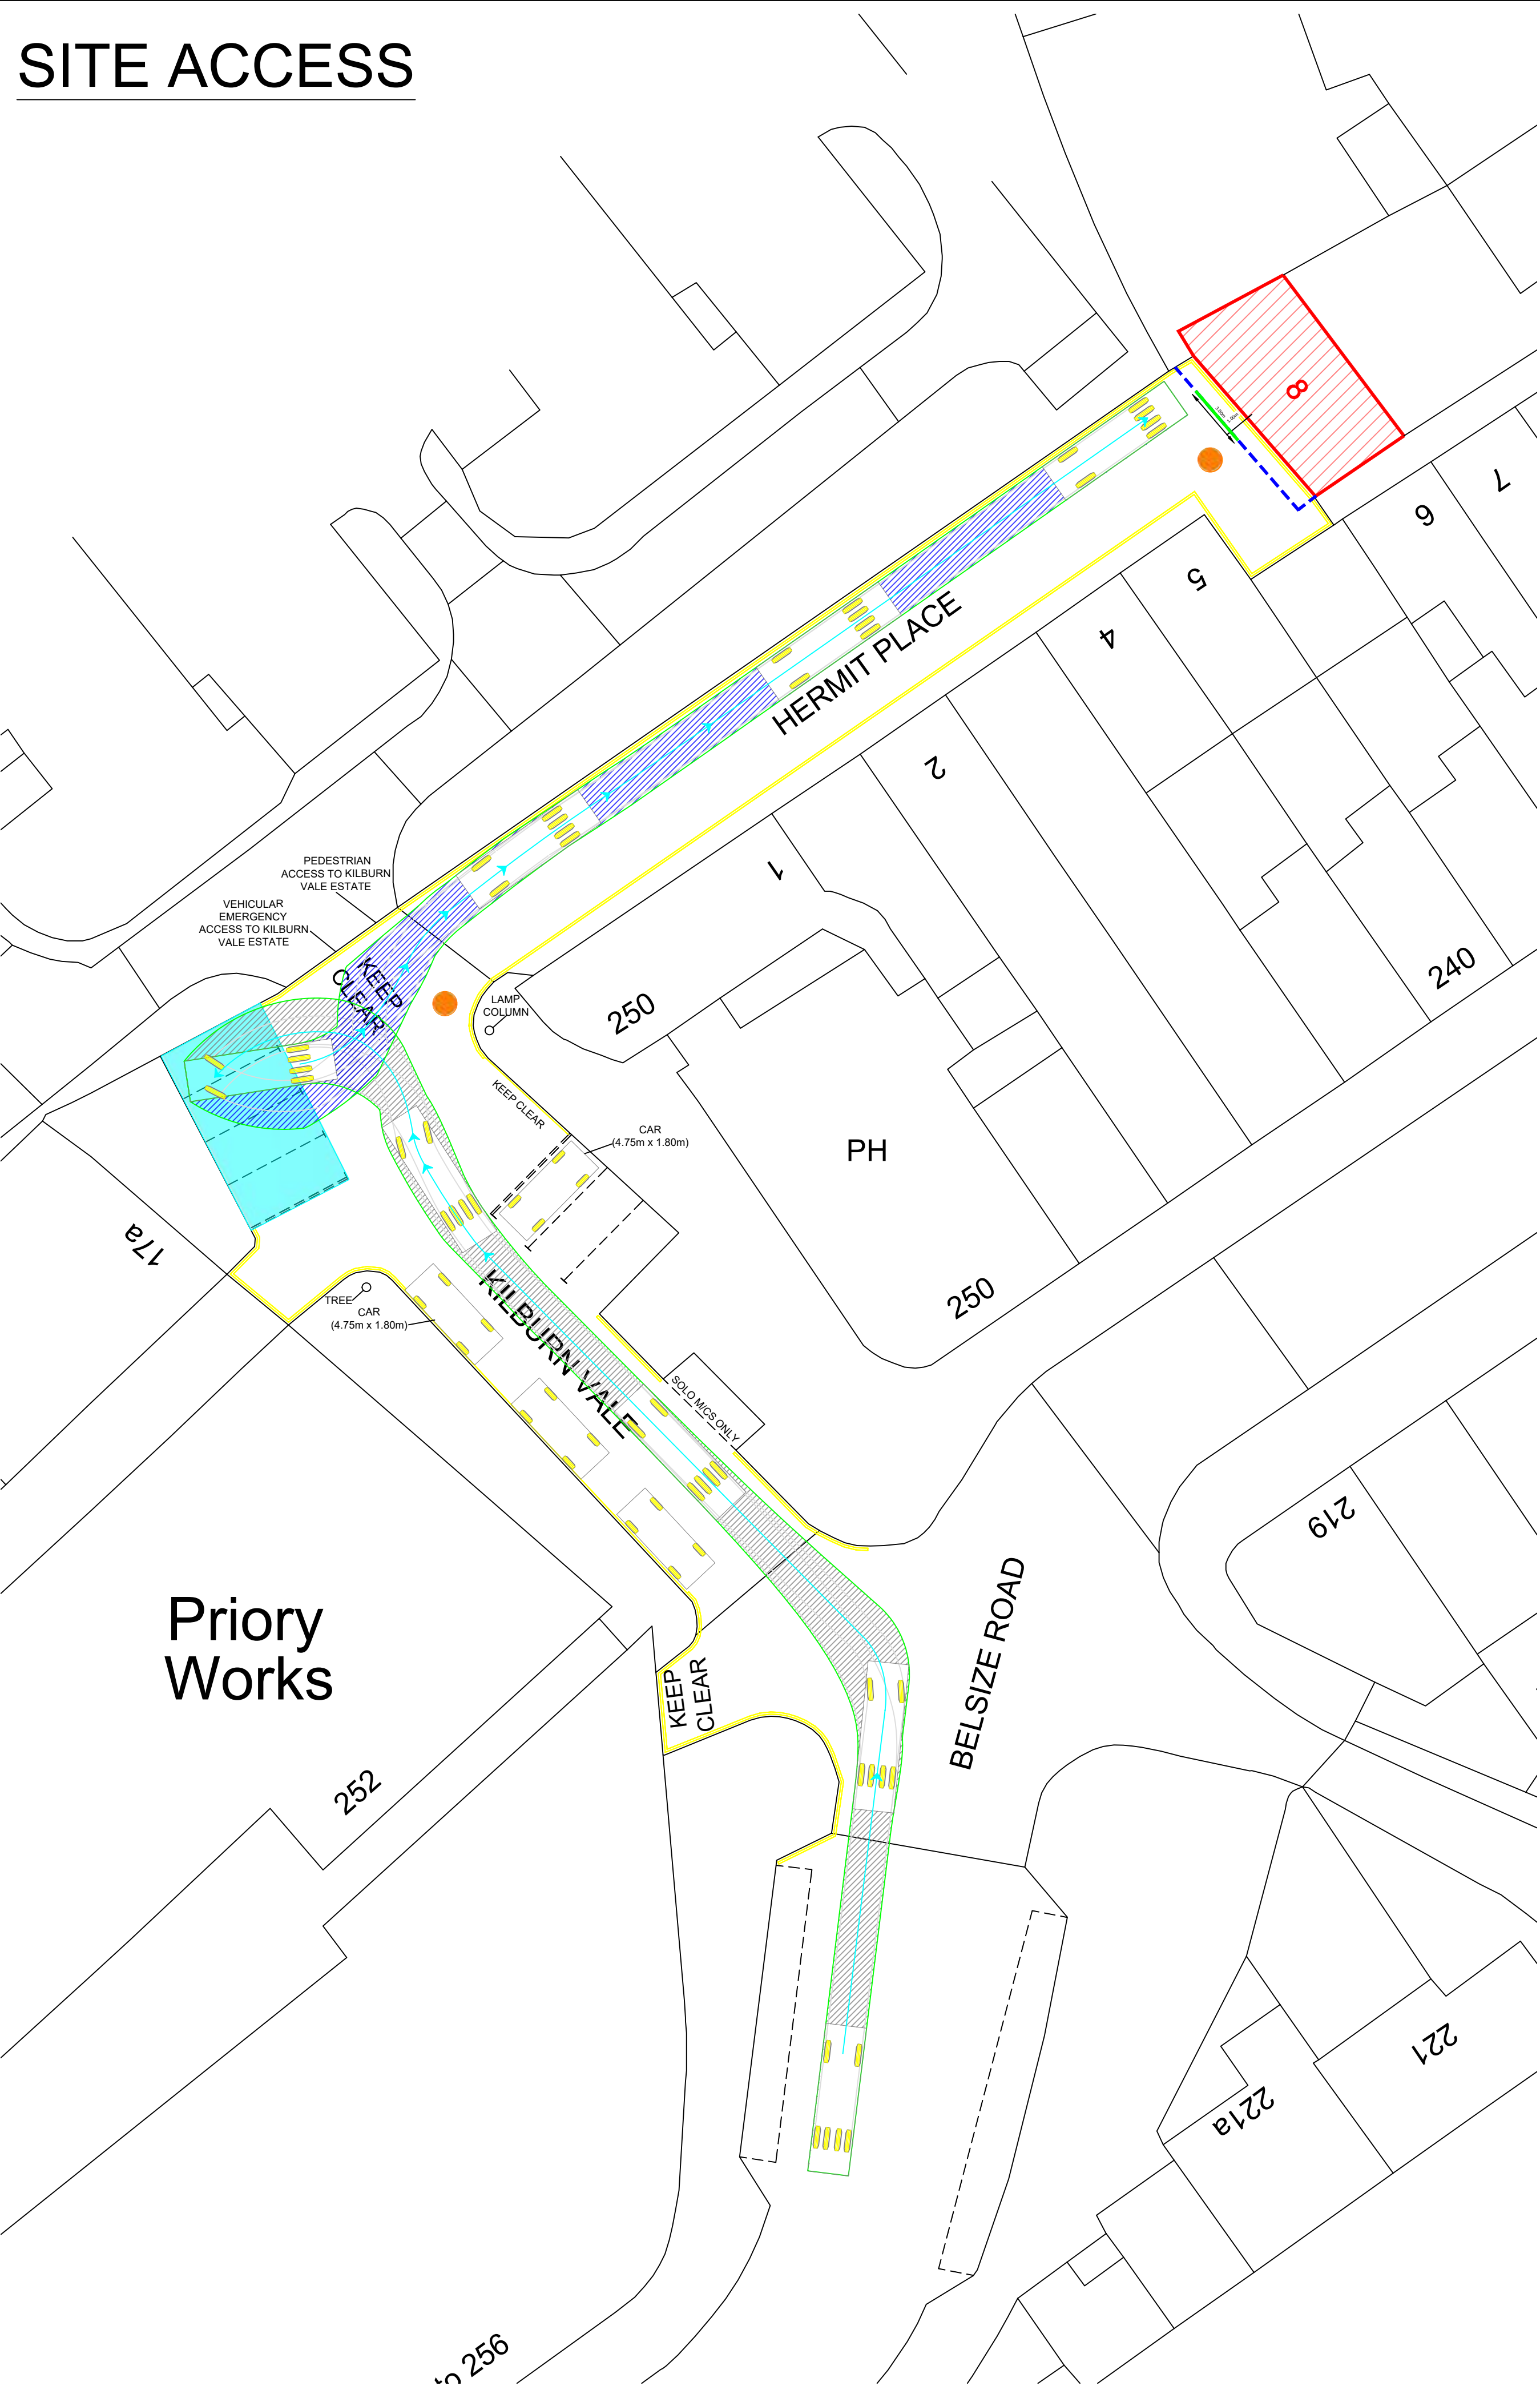 SITE ACCESS
8
7
6
5
4
HERMIT PLACE
2
1
PEDESTRIAN
ACCESS TO KILBURN
VALE ESTATE
VEHICULAR
EMERGENCY
ACCESS TO KILBURN
VALE ESTATE
KEEP
CLEAR
LAMP
COLUMN
250
240
KEEP CLEAR
CAR
(4.75m x 1.80m)
PH
17a
TREE
CAR
(4.75m x 1.80m)
KILBURN VALE
250
SOLO M/CS ONLY
219
Priory
Works
KEEP
CLEAR
BELSIZE ROAD
252
221
221a
to 256